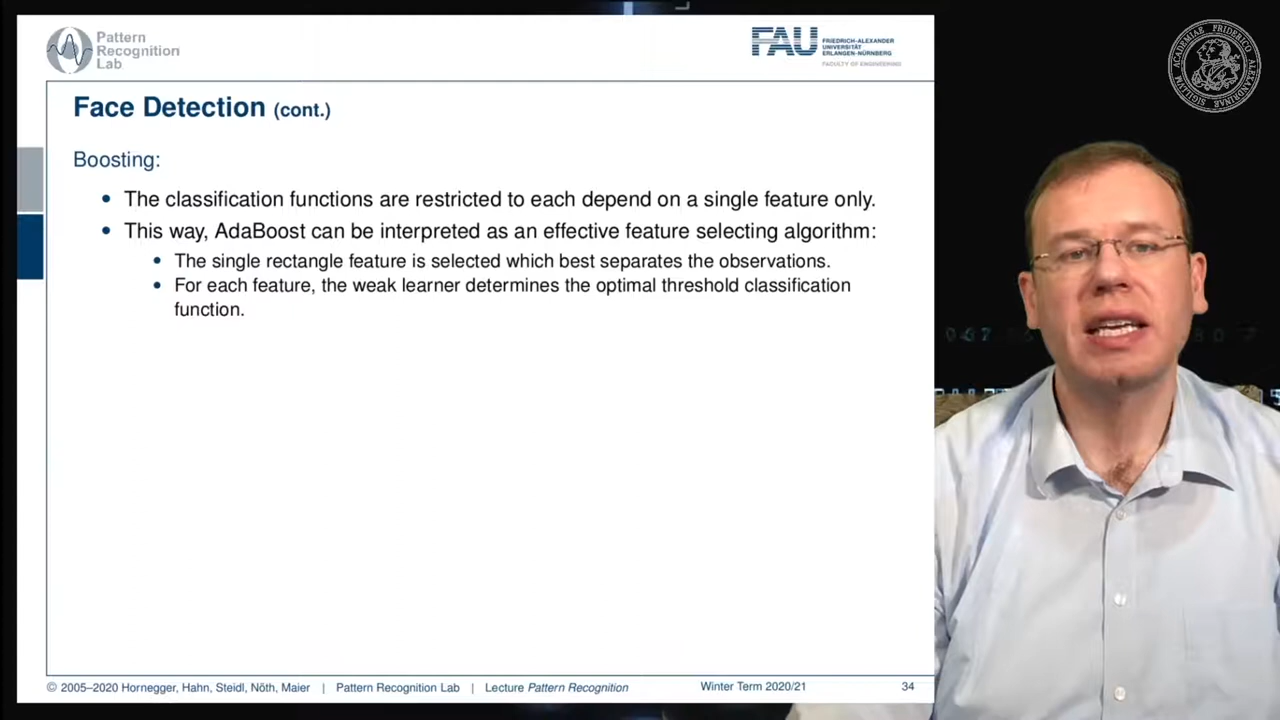 Pattern
Recognition
Lab
FAU
FRIEDRICH-ALEXANDER
UNIVERSITÄT
ERLANGEN-NÜRNBERG
FACULTY OF ENGINEERING
Face Detection (cont.)
Boosting:
• The classification functions are restricted to each depend on a single feature only.
• This way, AdaBoost can be interpreted as an effective feature selecting algorithm:
• The single rectangle feature is selected which best separates the observations.
• For each feature, the weak learner determines the optimal threshold classification
function.
© 2005–2020 Hornegger, Hahn, Steidl, Nöth, Maier | Pattern Recognition Lab | Lecture Pattern Recognition Winter Term 2020/21 34